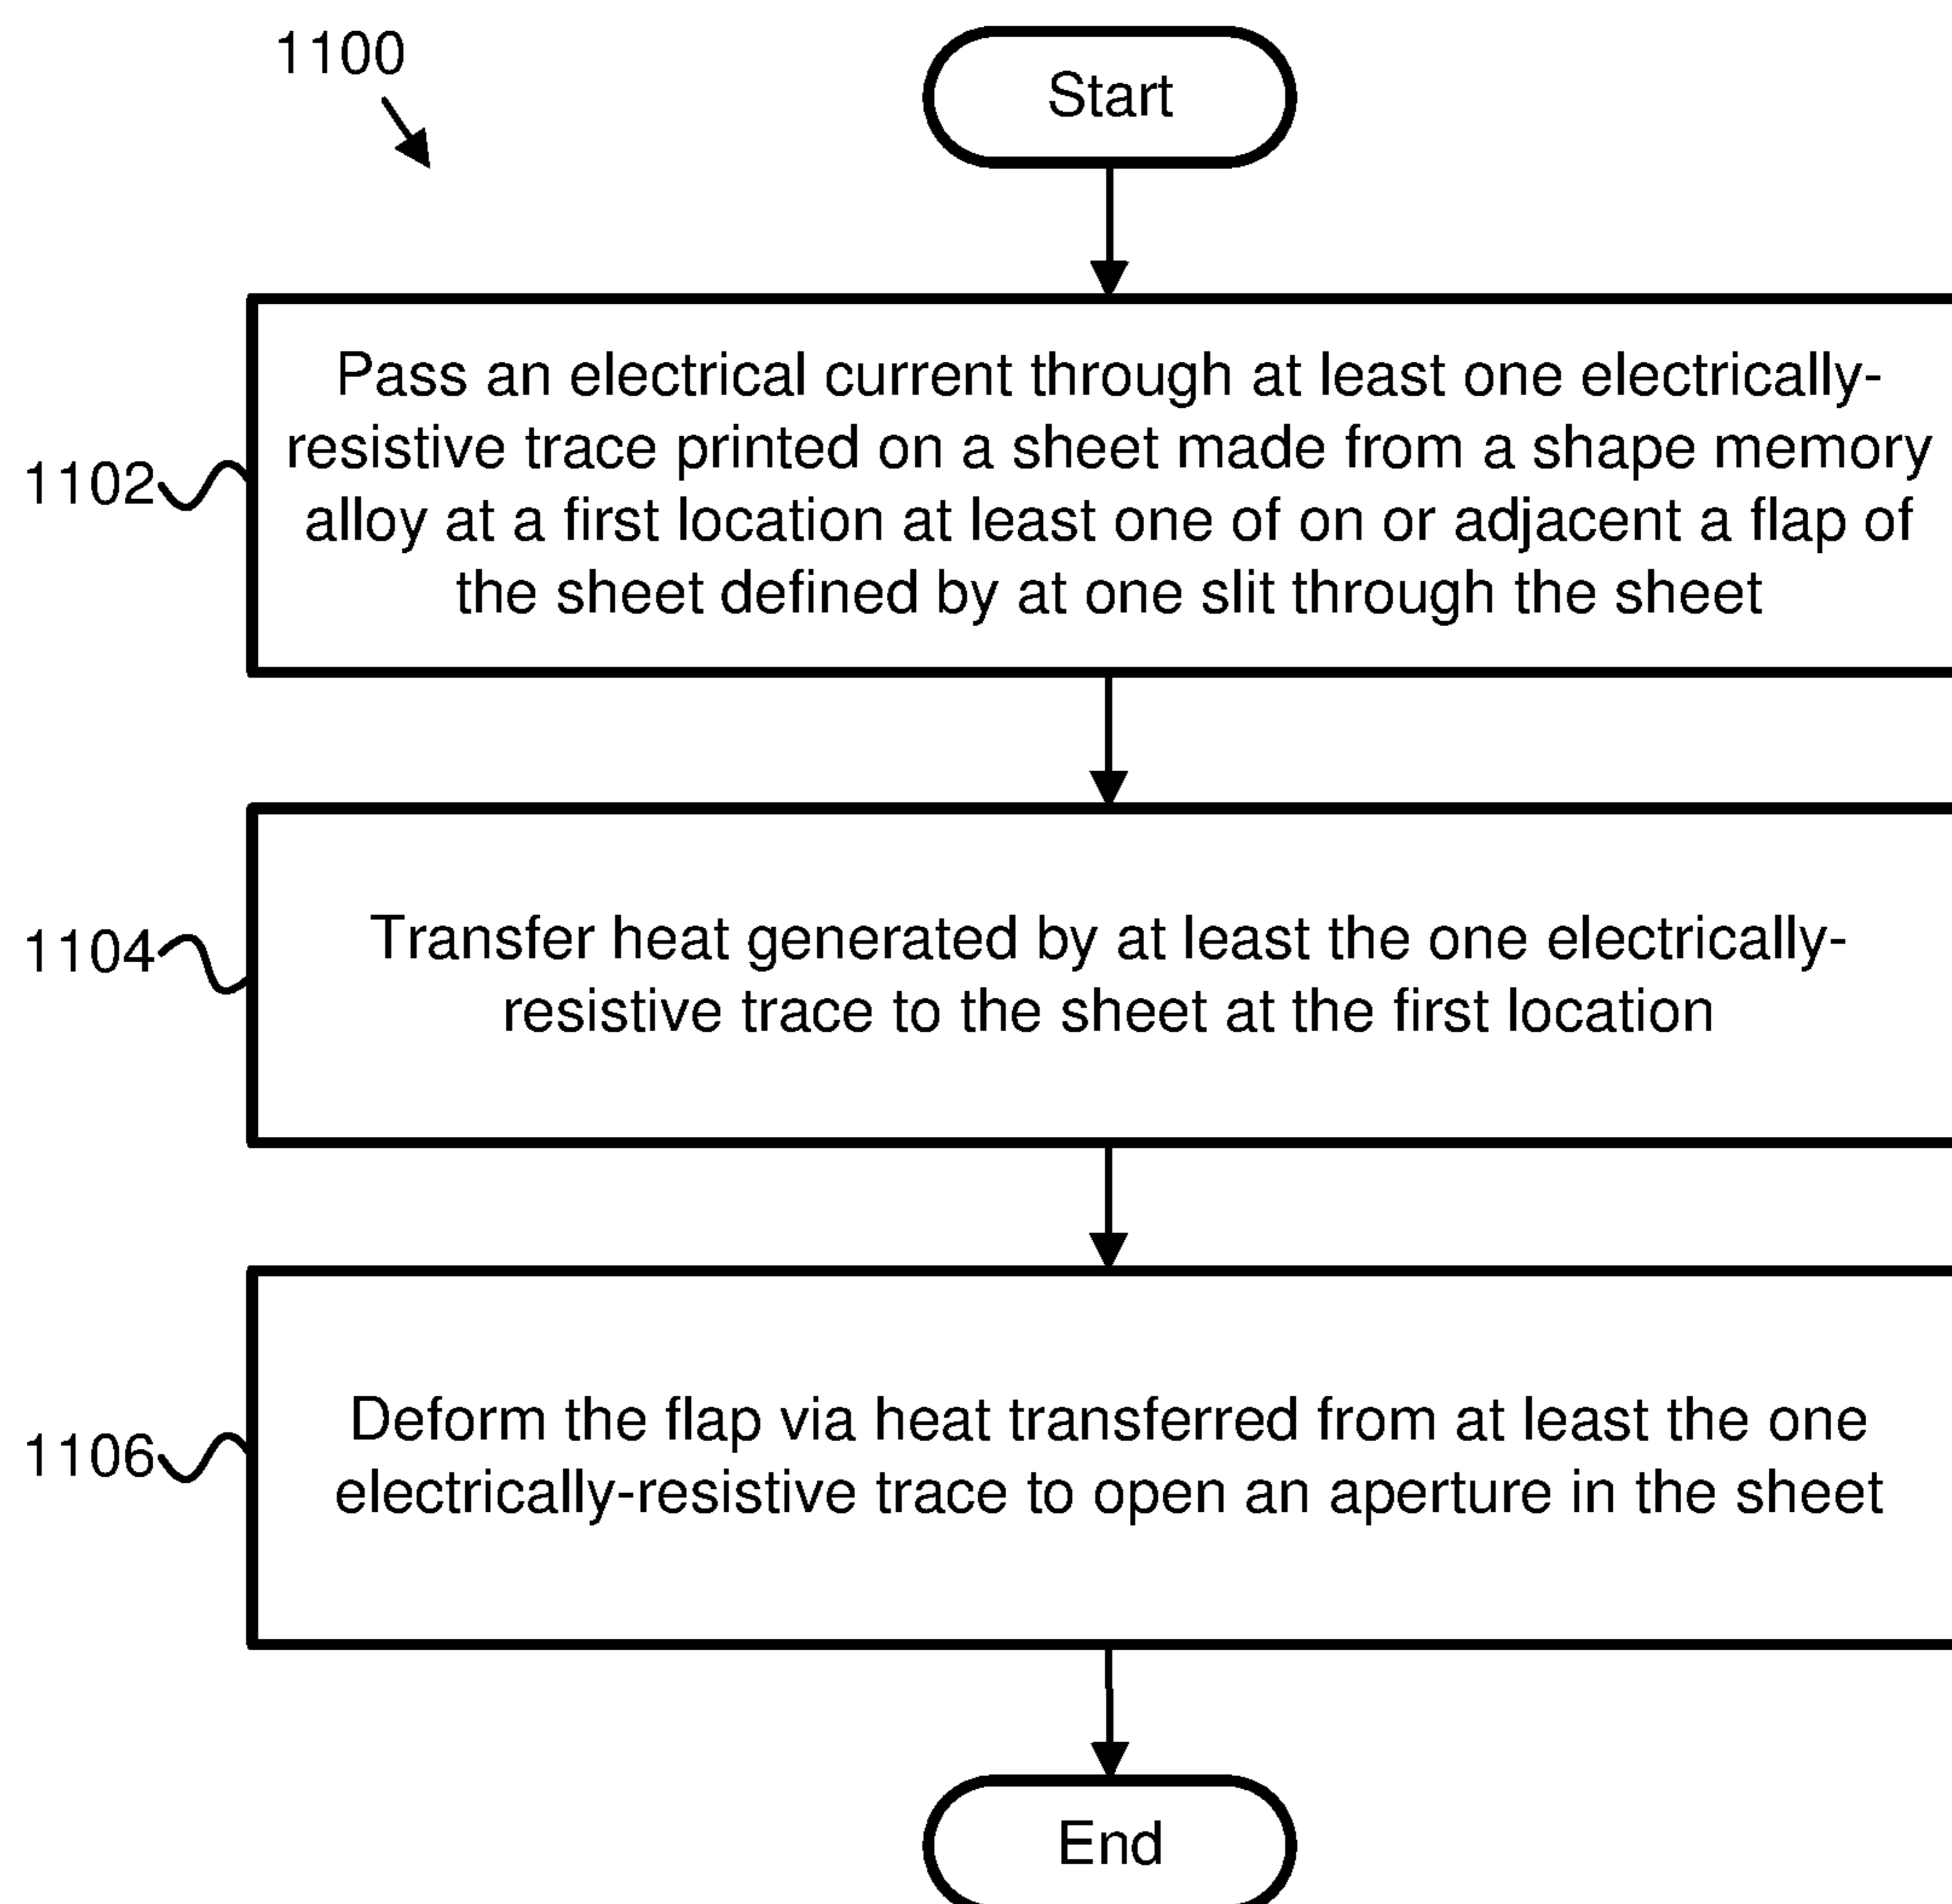 1100
Start
Pass an electrical current through at least one electrically-
resistive trace printed on a sheet made from a shape memory
alloy at a first location at least one of on or adjacent a flap of
the sheet defined by at one slit through the sheet
1102
Transfer heat generated by at least the one electrically-
resistive trace to the sheet at the first location
1104
Deform the flap via heat transferred from at least the one
electrically-resistive trace to open an aperture in the sheet
1106
End